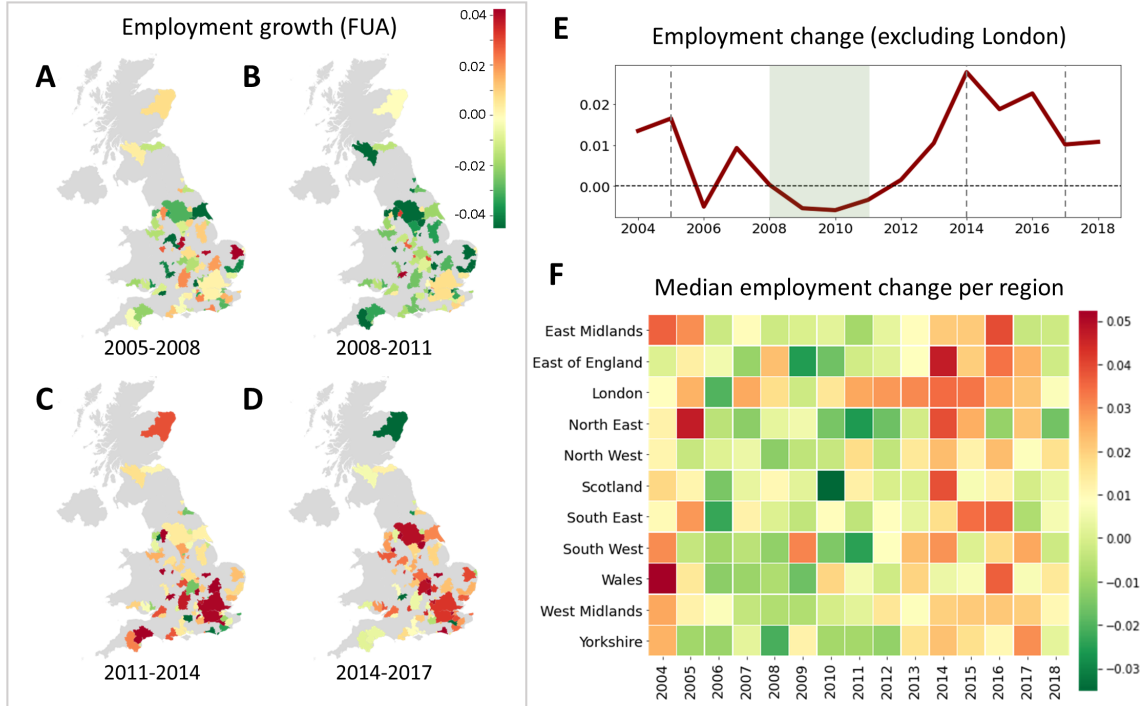 Employment growth (FUA)
A
B
0.04
0.02
0.00
-0.02
-0.04
2005-2008
2008-2011
C
D
2011-2014
2014-2017
E
Employment change (excluding London)
0.02
0.01
0.00
2004 2006 2008 2010 2012 2014 2016 2018
F
Median employment change per region
East Midlands
East of England
London
North East
North West
Scotland
South East
South West
Wales
West Midlands
Yorkshire
2004 2005 2006 2007 2008 2009 2010 2011 2012 2013 2014 2015 2016 2017 2018
0.05
0.04
0.03
0.02
0.01
0.00
−0.01
−0.02
−0.03